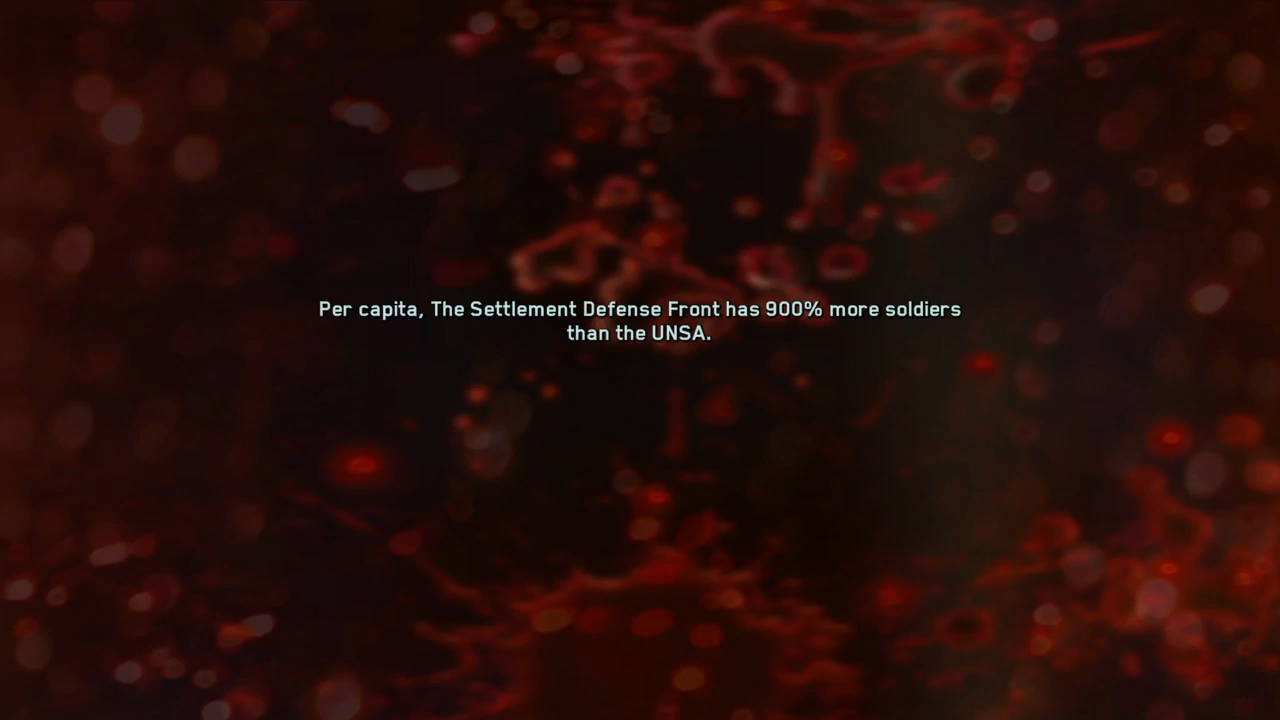 Per capita, The Settlement Defense Front has 900% more soldiers
than the UNSA.